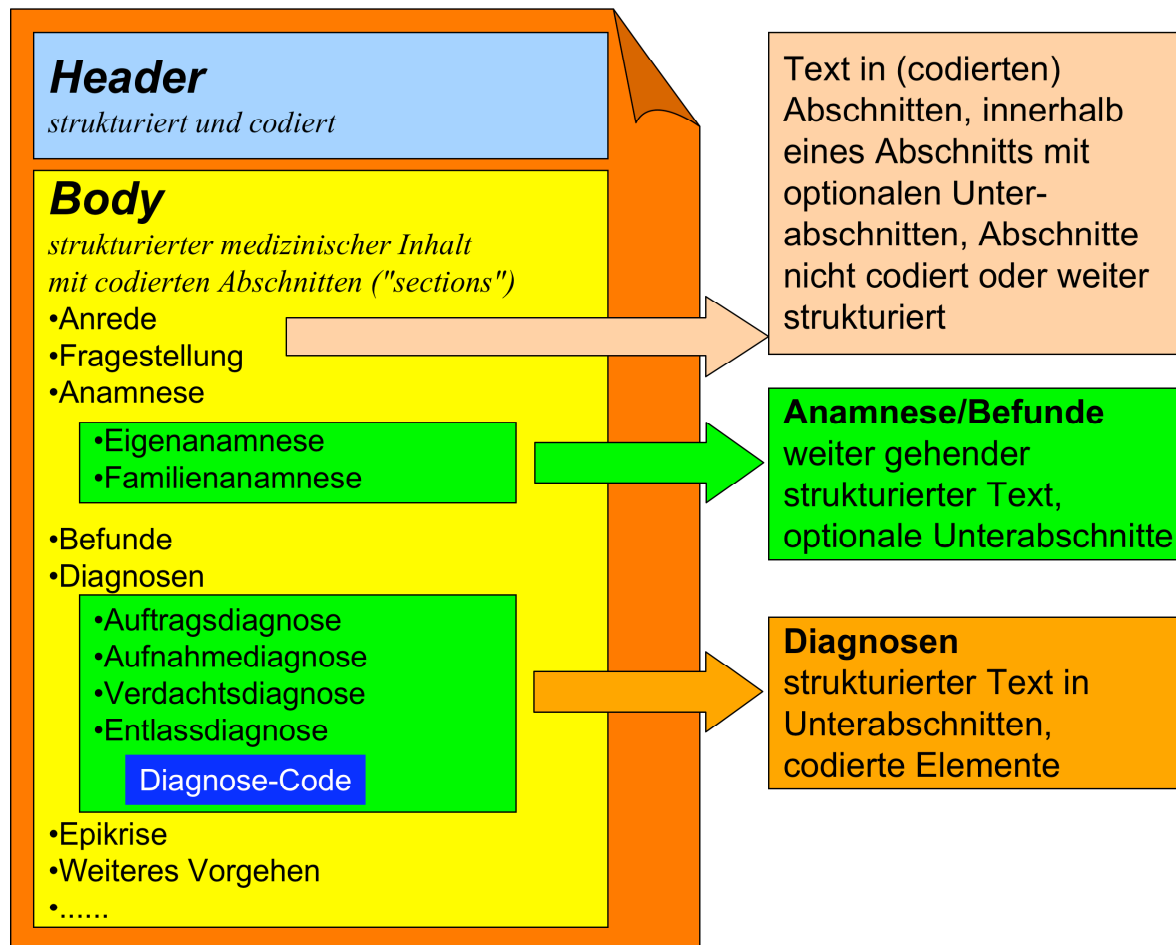 Header
strukturiert und codiert
Body
strukturierter medizinischer Inhalt
mit codierten Abschnitten ("sections")
•Anrede
•Fragestellung
•Anamnese
•Eigenanamnese
•Familienanamnese
•Befunde
•Diagnosen
•Auftragsdiagnose
•Aufnahmediagnose
•Verdachtsdiagnose
•Entlassdiagnose
Diagnose-Code
•Epikrise
•Weiteres Vorgehen
•......
Text in (codierten)
Abschnitten, innerhalb
eines Abschnitts mit
optionalen Unter-
abschnitten, Abschnitte
nicht codiert oder weiter
strukturiert
Anamnese/Befunde
weiter gehender
strukturierter Text,
optionale Unterabschnitte
Diagnosen
strukturierter Text in
Unterabschnitten,
codierte Elemente